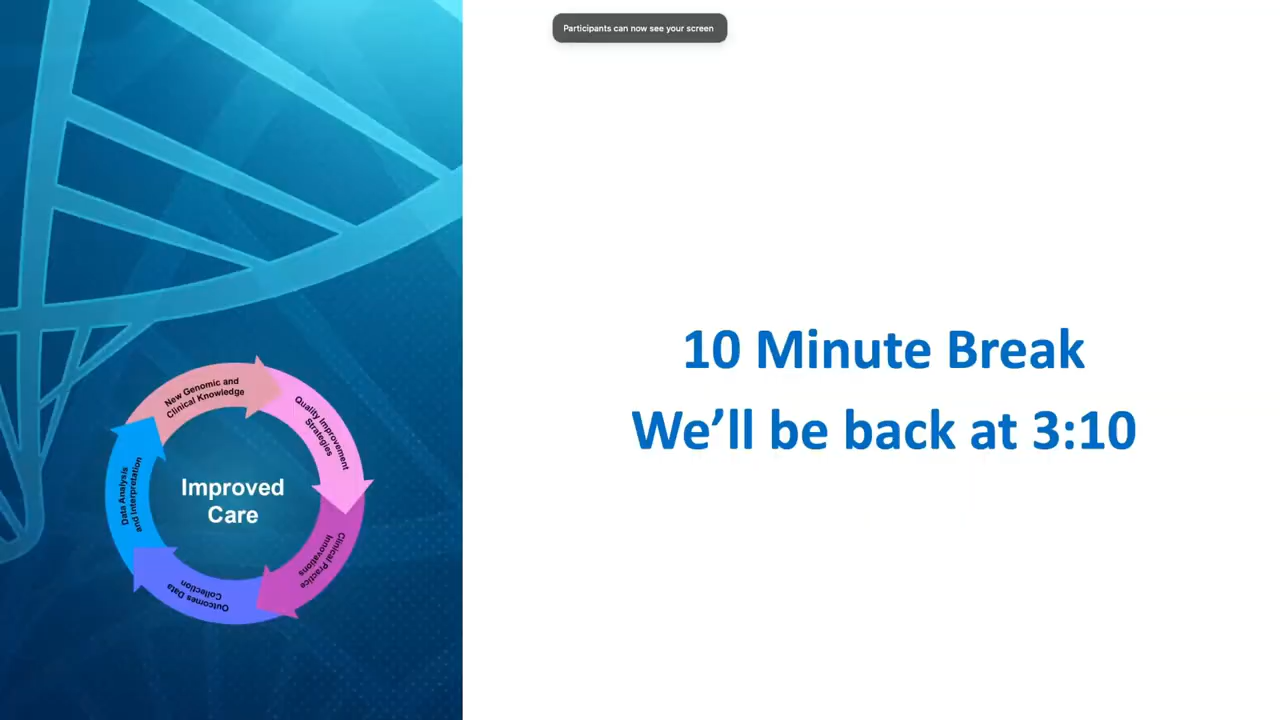 Participants can now see your screen
10 Minute Break
We’ll be back at 3:10
New Genomic and
Clinical Knowledge
Quality Improvement
Strategies
Clinical Practice
Innovations
Outcomes Data
Collection
Data Analysis
and Interpretation
Improved
Care